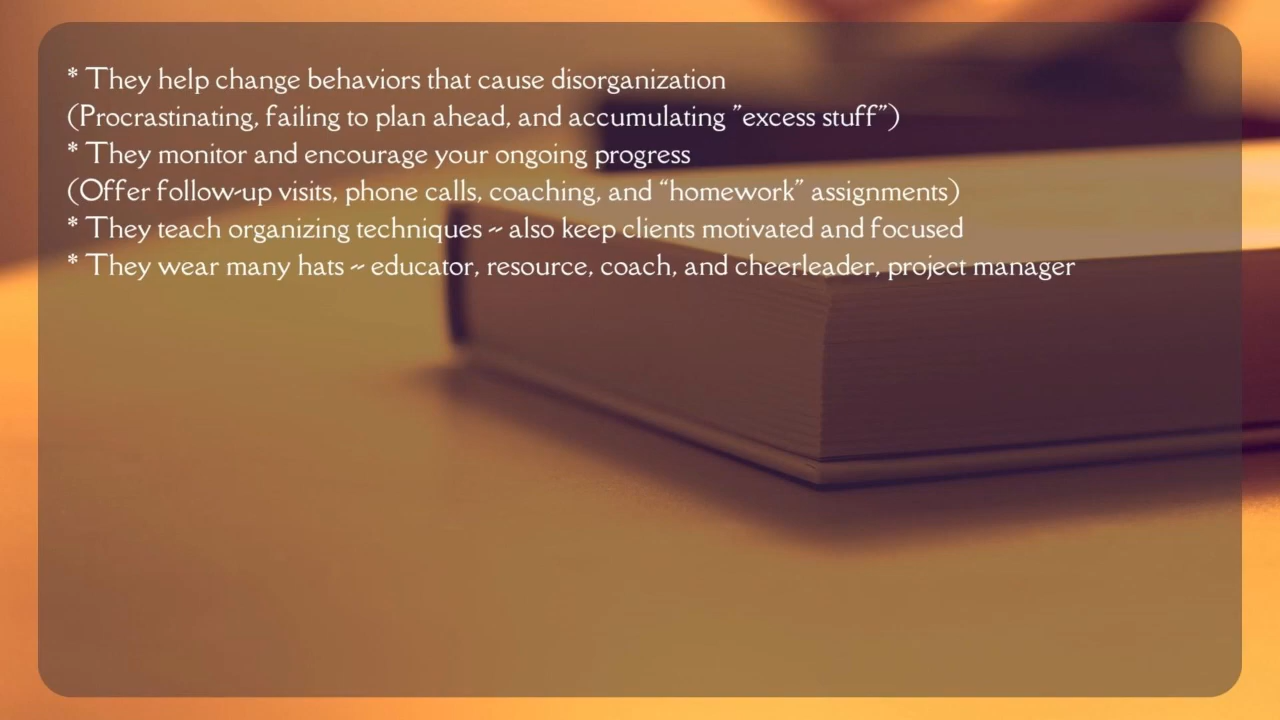 * They help change behaviors that cause disorganization
(Procrastinating, failing to plan ahead, and accumulating "excess stuff")
* They monitor and encourage your ongoing progress
(Offer follow-up visits, phone calls, coaching, and “homework” assignments)
* They teach organizing techniques -- also keep clients motivated and focused
* They wear many hats -- educator, resource, coach, and cheerleader, project manager